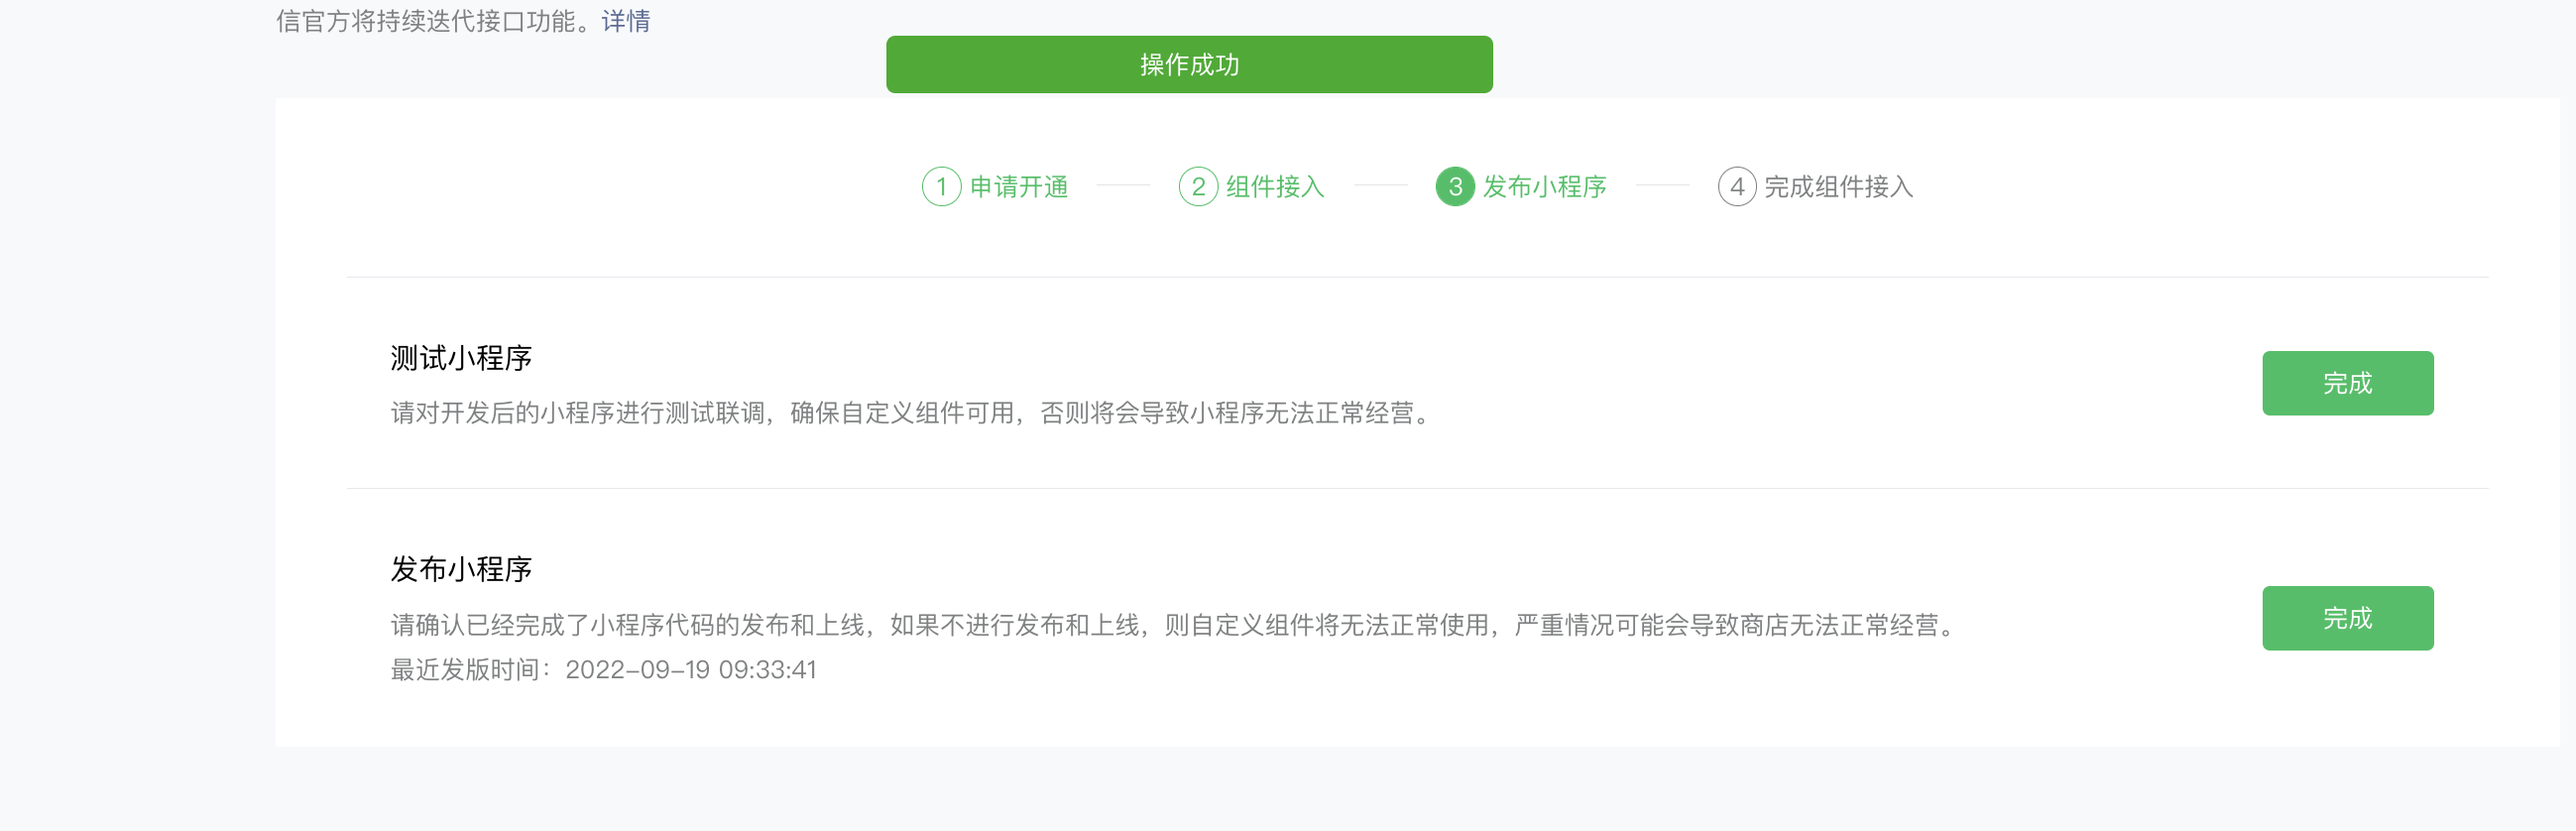 信官方将持续迭代接口功能。详情
操作成功
1 申请开通 2 组件接入 3 发布小程序 4 完成组件接入
测试小程序
请对开发后的小程序进行测试联调，确保自定义组件可用，否则将会导致小程序无法正常经营。
完成
发布小程序
请确认已经完成了小程序代码的发布和上线，如果不进行发布和上线，则自定义组件将无法正常使用，严重情况可能会导致商店无法正常经营。
最近发版时间：2022-09-19 09:33:41
完成